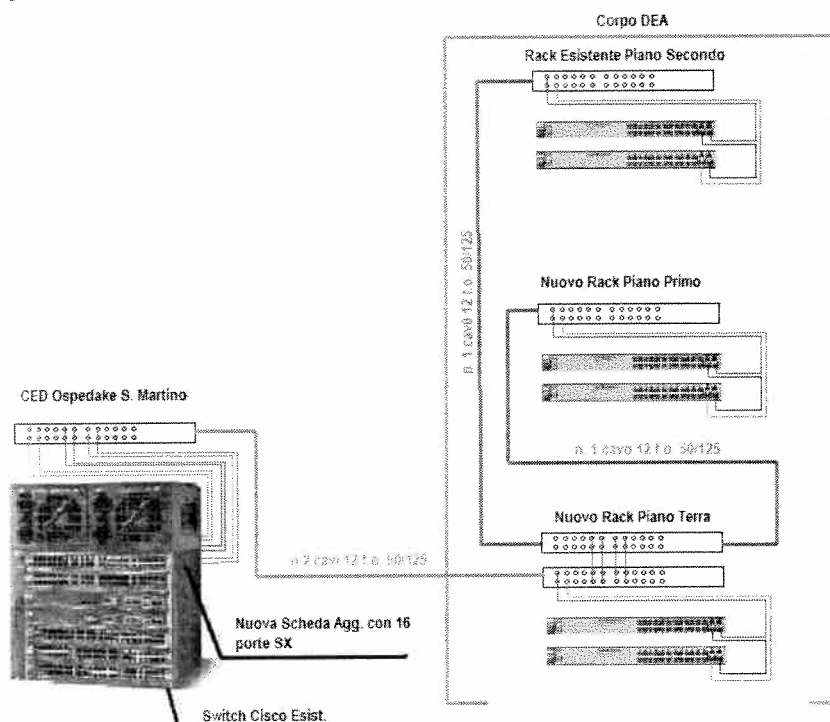 Corpo DEA
Rack Esistente Piano Secondo
n. 1 cavo 12 f.o. 50/125
Nuovo Rack Piano Primo
CED Ospedake S. Martino
n. 1 cavo 12 f.o. 50/125
Nuovo Rack Piano Terra
n.2 cavi 12 f.o. 50/125
Nuova Scheda Agg. con 16
porte SX
Switch Cisco Esist.